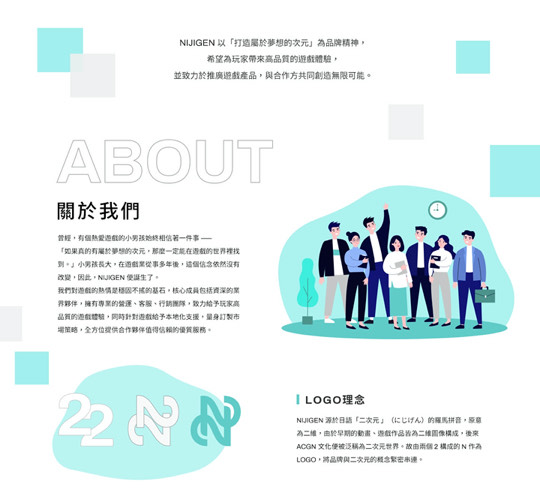 NIJIGEN 以「打造屬於夢想的次元」為品牌精神，
希望為玩家帶來高品質的遊戲體驗，
並致力於推廣遊戲產品，與合作方共同創造無限可能。
ABOUT
關於我們
曾經，有個熱愛遊戲的小男孩始終相信著一件事 ——
「如果真的有屬於夢想的次元，那麼一定能在遊戲的世界裡找
到。」小男孩長大，在遊戲業從事多年後，這個信念依然沒有
改變，因此，NIJIGEN 便誕生了。
我們對遊戲的熱情是穩固不搖的基石，核心成員包括資深的業
界夥伴，擁有專業的營運、客服、行銷團隊，致力給予玩家高
品質的遊戲體驗，同時針對遊戲給予本地化支援，量身訂製市
場策略，全方位提供合作夥伴值得信賴的優質服務。
22
LOGO理念
NIJIGEN 源於日語「二次元」（にじげん）的羅馬拼音，原意
為二維，由於早期的動畫、遊戲作品皆為二維圖像構成，後來
ACGN 文化便被泛稱為二次元世界。故由兩個 2 構成的 N 作為
LOGO，將品牌與二次元的概念緊密串連。